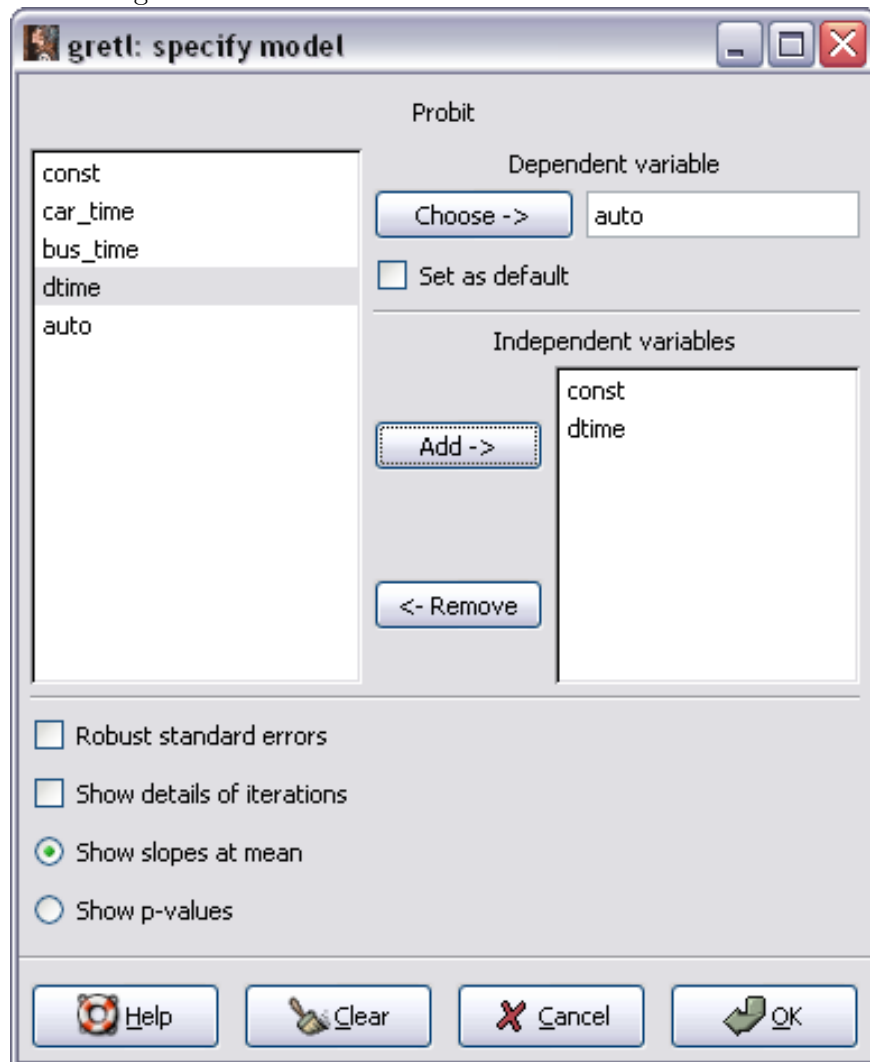 gretl: specify model
Probit
const
car_time
bus_time
dtime
auto
Dependent variable
Choose -> auto
Set as default
Independent variables
Add ->
<- Remove
const
dtime
Robust standard errors
Show details of iterations
Show slopes at mean
Show p-values
Help Clear Cancel OK